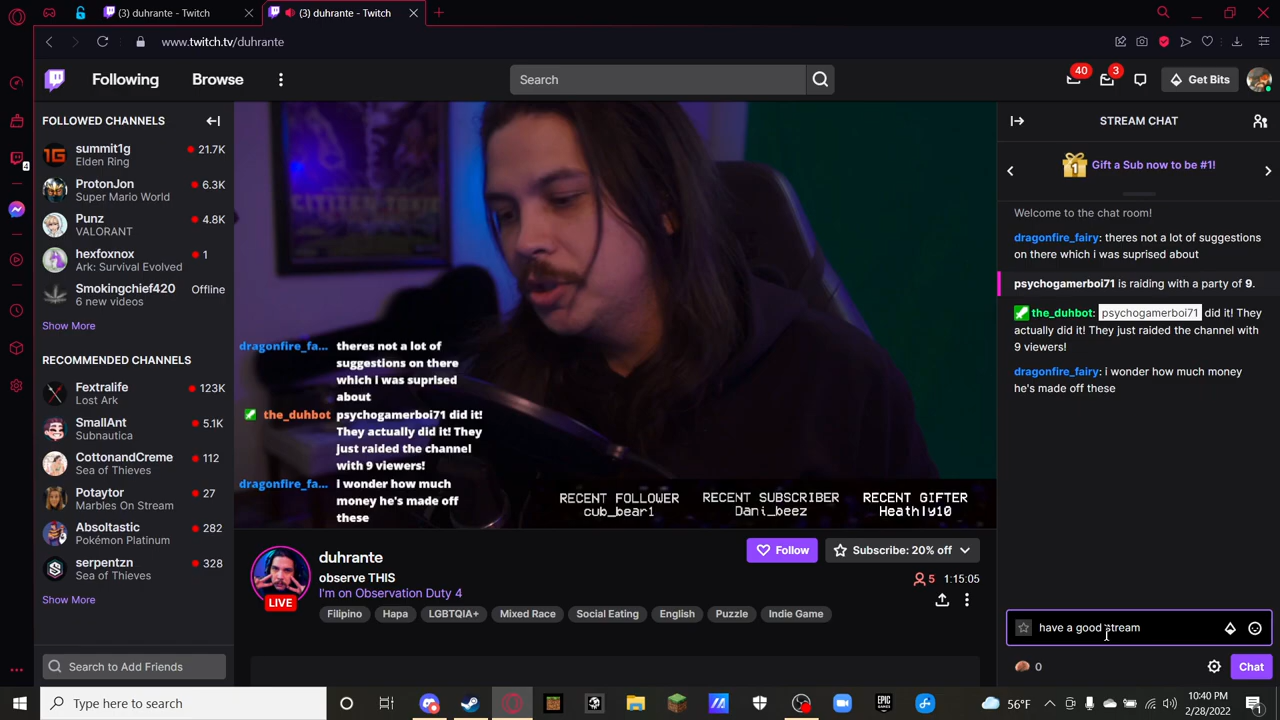 (3) duhrante - Twitch
(3) duhrante - Twitch
www.twitch.tv/duhrante
Following
Browse
Search
40
3
Get Bits
FOLLOWED CHANNELS
summit1g
21.7K
Elden Ring
ProtonJon
6.3K
Super Mario World
Punz
4.8K
VALORANT
hexfoxnox
1
Ark: Survival Evolved
Smokingchief420
Offline
6 new videos
Show More
RECOMMENDED CHANNELS
Fextralife
123K
Lost Ark
SmallAnt
5.1K
Subnautica
CottonandCreme
112
Sea of Thieves
Potaytor
27
Marbles On Stream
Absoltastic
282
Pokémon Platinum
serpentzn
328
Sea of Thieves
Show More
Search to Add Friends
4
CITIZEN TOXIE
dragonfire_fa...
theres not a lot of
suggestions on there
which i was suprised
about
the_duhbot
psychogamerboi71 did it!
They actually did it! They
just raided the channel
with 9 viewers!
dragonfire_fa...
i wonder how much
money he's made off
these
RECENT FOLLOWER
cub_bear1
RECENT SUBSCRIBER
Dani_beez
RECENT GIFTER
Heathly10
LIVE
duhrante
observe THIS
I'm on Observation Duty 4
Filipino
Hapa
LGBTQIA+
Mixed Race
Social Eating
English
Puzzle
Indie Game
Follow
Subscribe: 20% off
5
1:15:05
STREAM CHAT
1
Gift a Sub now to be #1!
Welcome to the chat room!
dragonfire_fairy: theres not a lot of suggestions
on there which i was suprised about
psychogamerboi71 is raiding with a party of 9.
the_duhbot: psychogamerboi71 did it! They
actually did it! They just raided the channel with
9 viewers!
dragonfire_fairy: i wonder how much money
he's made off these
have a good stream
0
Chat
Type here to search
56°F
10:40 PM
2/28/2022
1